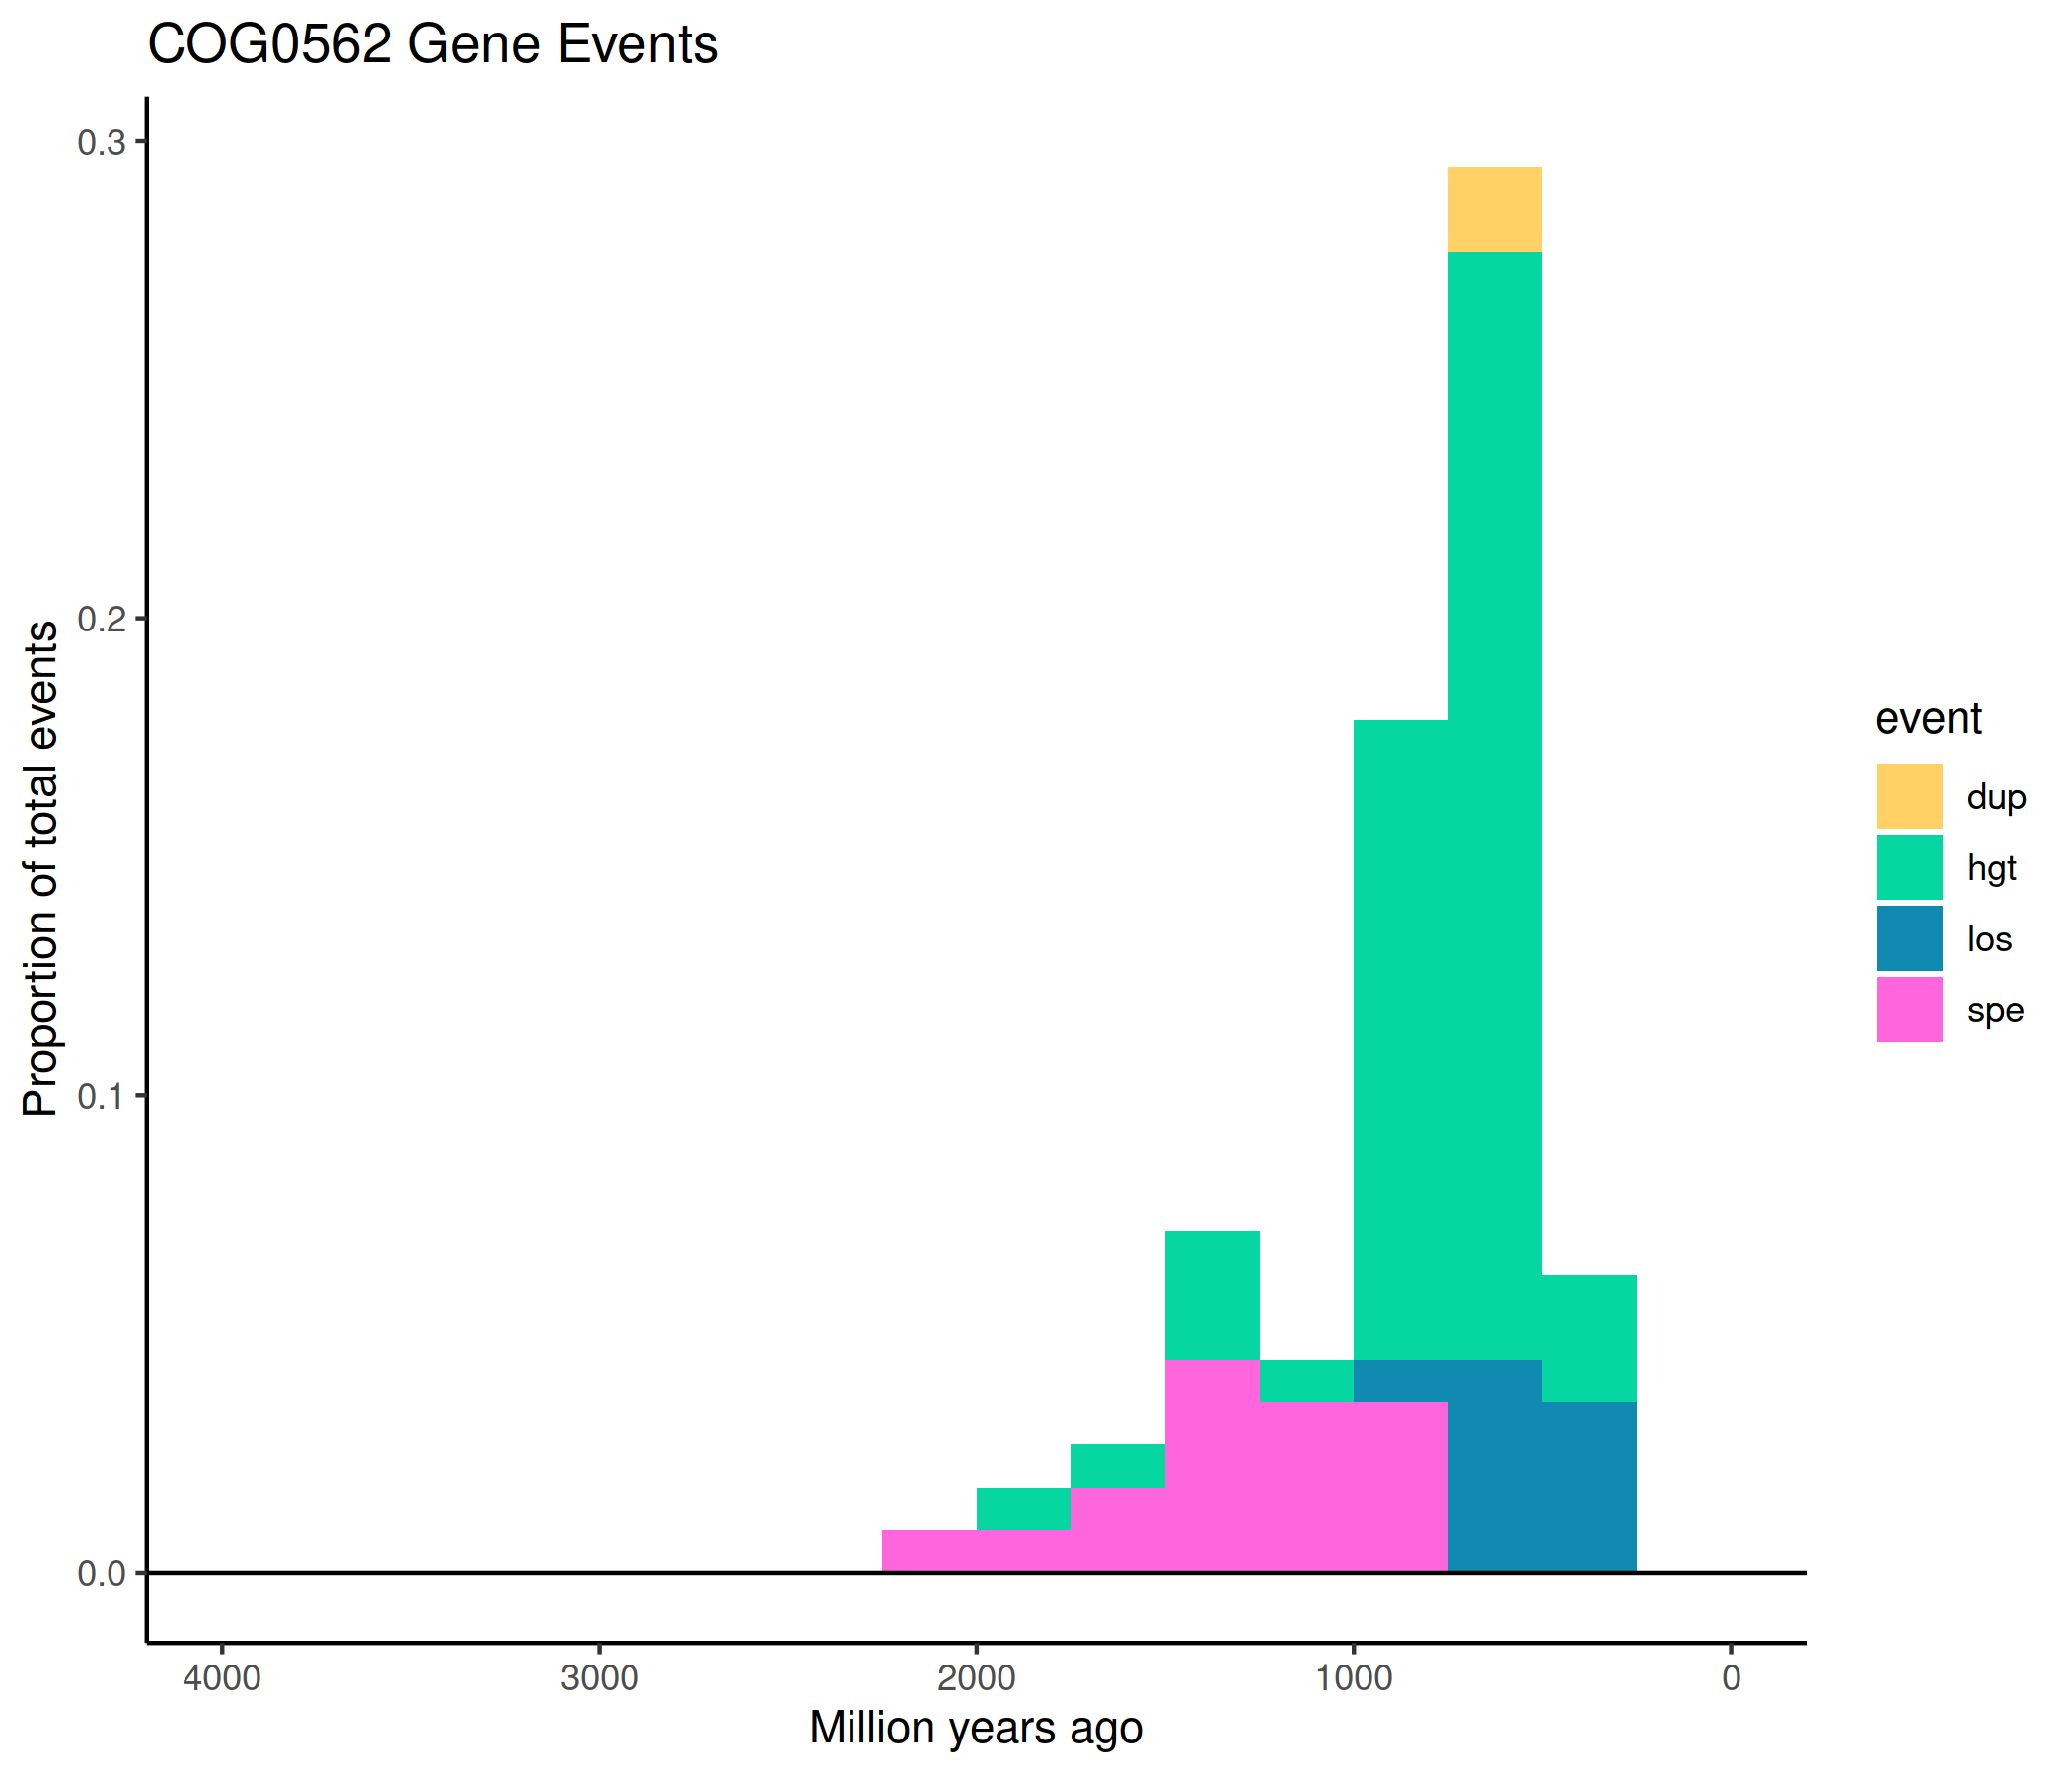 COG0562 Gene Events
Proportion of total events
0.3
0.2
0.1
0.0
4000 3000 2000 1000 0
Million years ago
event
dup
hgt
los
spe